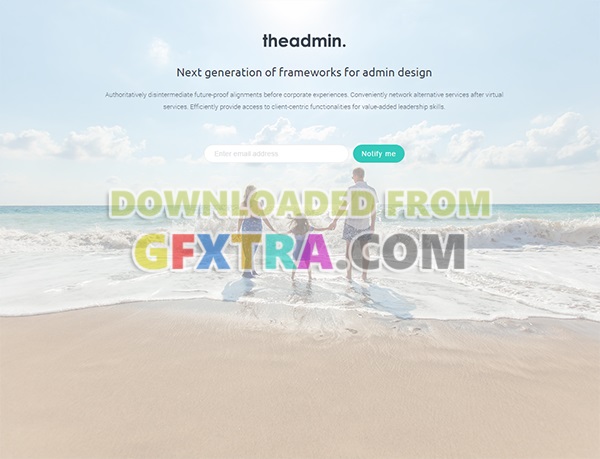 theadmin.
Next generation of frameworks for admin design
Authoritatively disintermediate future-proof alignments before corporate experiences. Conveniently network alternative services after virtual
services. Efficiently provide access to client-centric functionalities for value-added leadership skills.
Enter email address
Notify me
DOWNLOADED FROM
GFXTRA.COM